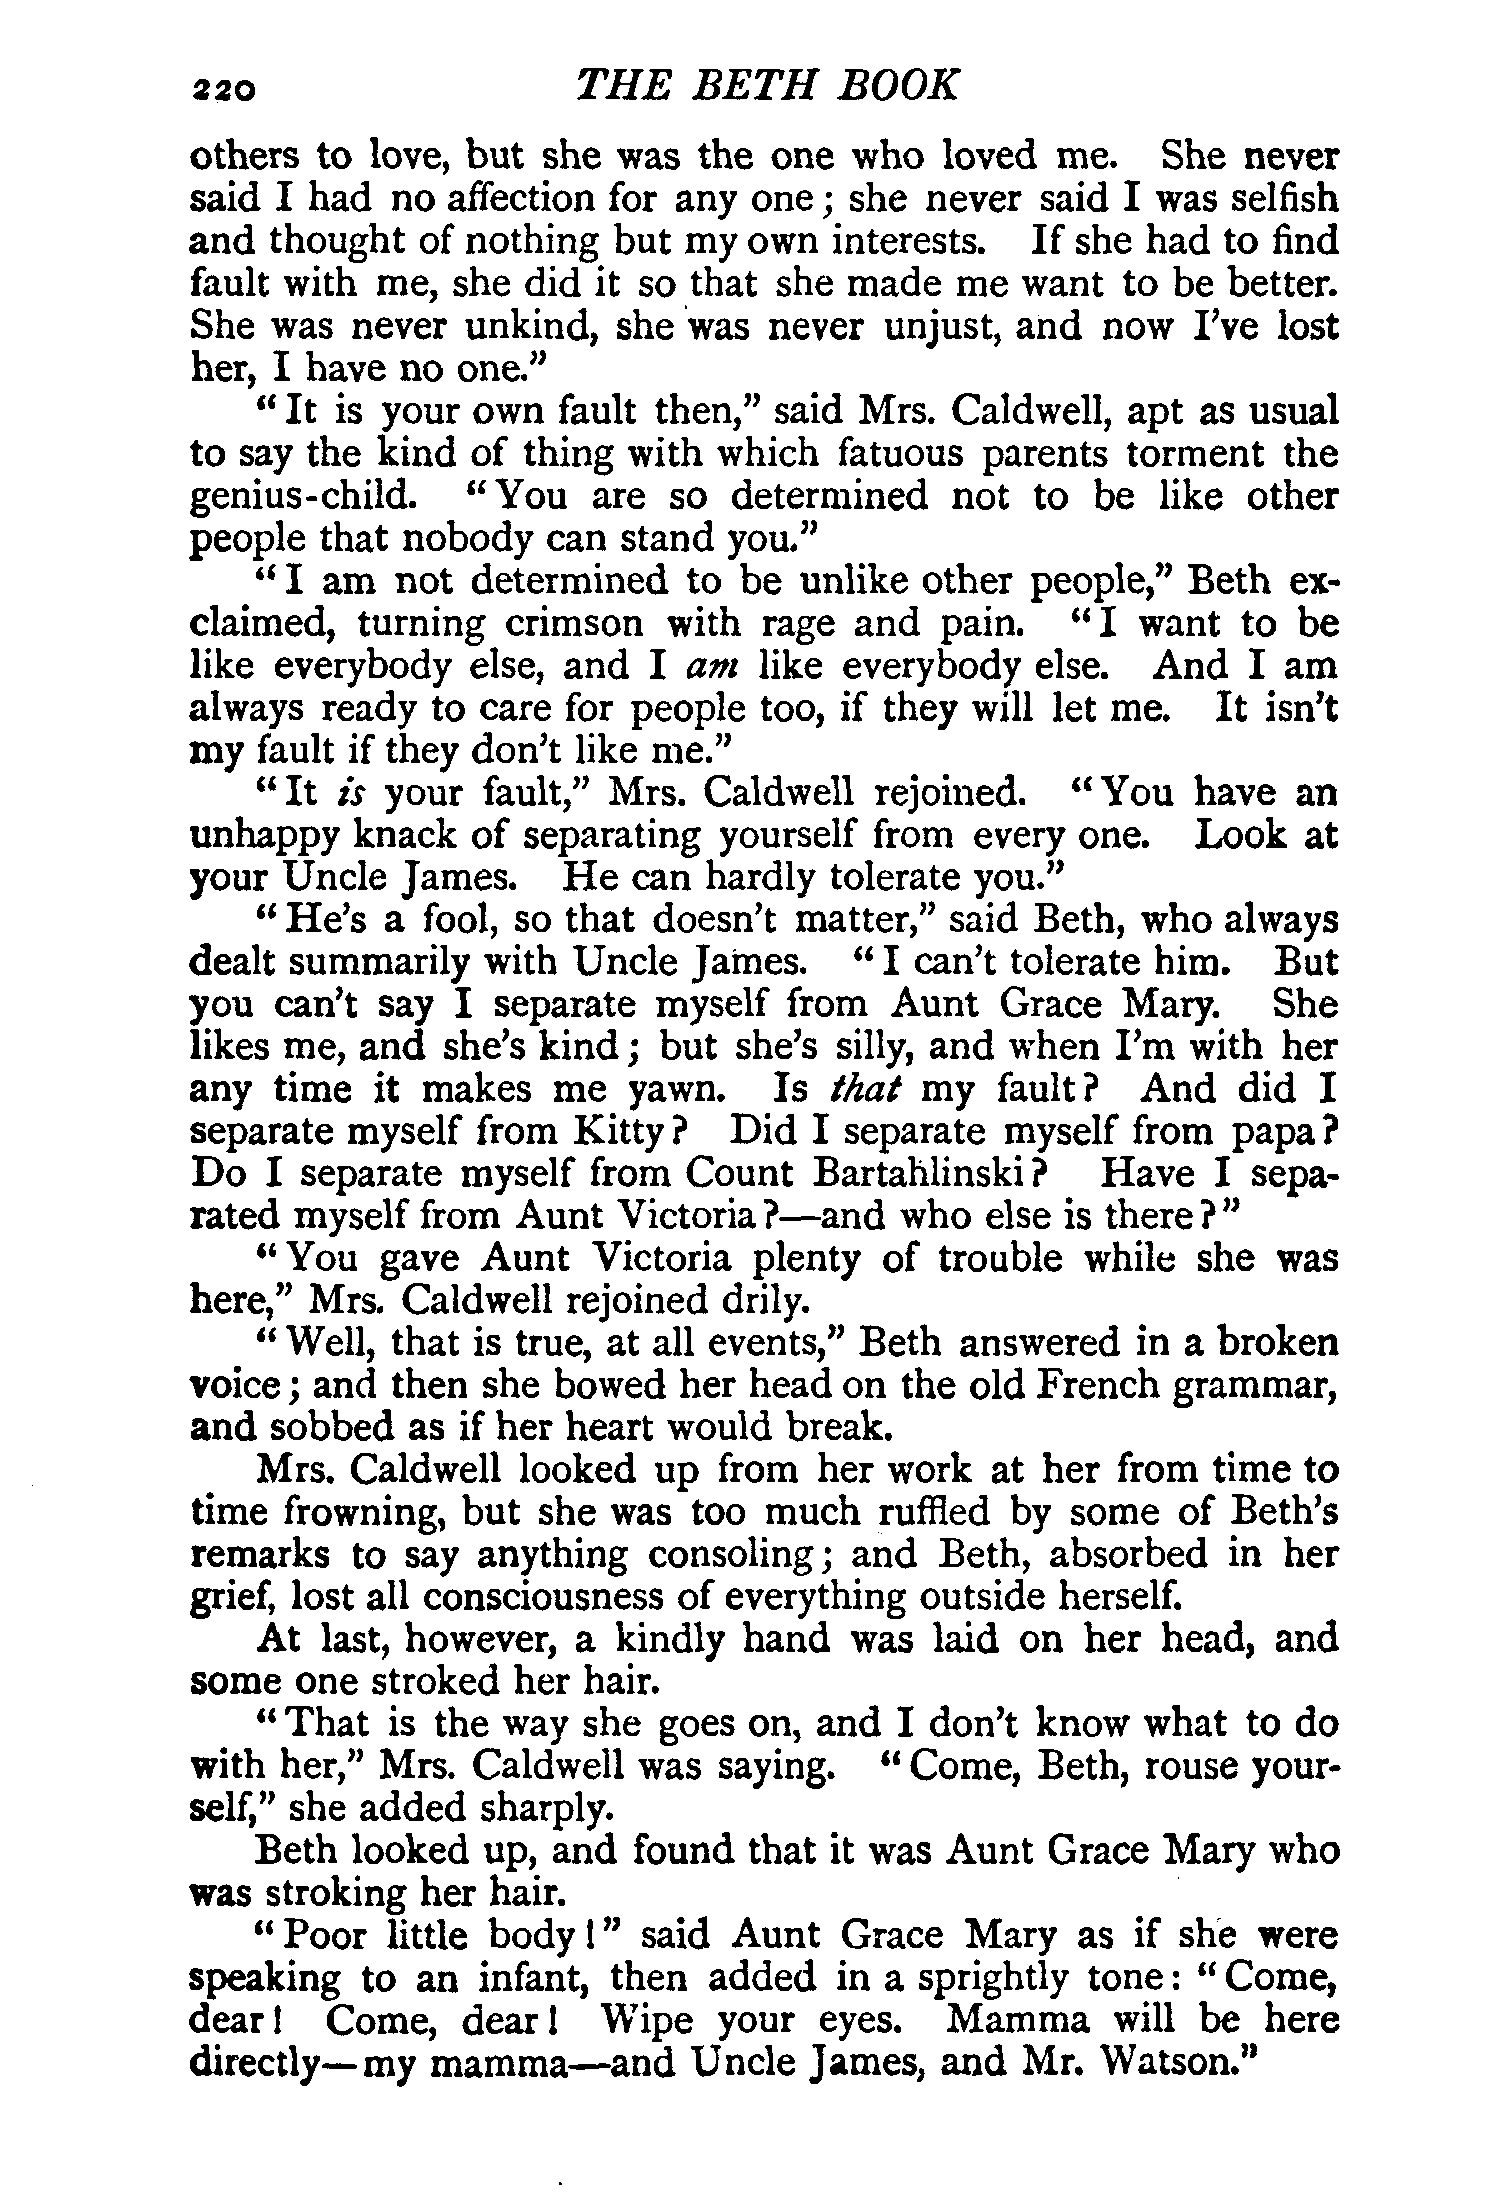 220 THE BETH BOOK
others to love, but she was the one who loved me. She never
said I had no affection for any one; she never said I was selfish
and thought of nothing but my own interests. If she had to find
fault with me, she did it so that she made me want to be better.
She was never unkind, she was never unjust, and now I've lost
her, I have no one."
"It is your own fault then," said Mrs. Caldwell, apt as usual
to say the kind of thing with which fatuous parents torment the
genius-child. "You are so determined not to be like other
people that nobody can stand you."
"I am not determined to be unlike other people," Beth ex-
claimed, turning crimson with rage and pain. "I want to be
like everybody else, and I am like everybody else. And I am
always ready to care for people too, if they will let me. It isn't
my fault if they don't like me."
"It is your fault," Mrs. Caldwell rejoined. "You have an
unhappy knack of separating yourself from every one. Look at
your Uncle James. He can hardly tolerate you."
"He's a fool, so that doesn't matter," said Beth, who always
dealt summarily with Uncle James. "I can't tolerate him. But
you can't say I separate myself from Aunt Grace Mary. She
likes me, and she's kind; but she's silly, and when I'm with her
any time it makes me yawn. Is that my fault? And did I
separate myself from Kitty? Did I separate myself from papa?
Do I separate myself from Count Bartahlinski? Have I sepa-
rated myself from Aunt Victoria?—and who else is there?"
"You gave Aunt Victoria plenty of trouble while she was
here," Mrs. Caldwell rejoined drily.
"Well, that is true, at all events," Beth answered in a broken
voice; and then she bowed her head on the old French grammar,
and sobbed as if her heart would break.
Mrs. Caldwell looked up from her work at her from time to
time frowning, but she was too much ruffled by some of Beth's
remarks to say anything consoling; and Beth, absorbed in her
grief, lost all consciousness of everything outside herself.
At last, however, a kindly hand was laid on her head, and
some one stroked her hair.
"That is the way she goes on, and I don't know what to do
with her," Mrs. Caldwell was saying. "Come, Beth, rouse your-
self," she added sharply.
Beth looked up, and found that it was Aunt Grace Mary who
was stroking her hair.
"Poor little body!" said Aunt Grace Mary as if she were
speaking to an infant, then added in a sprightly tone: "Come,
dear! Come, dear! Wipe your eyes. Mamma will be here
directly—my mamma—and Uncle James, and Mr. Watson."